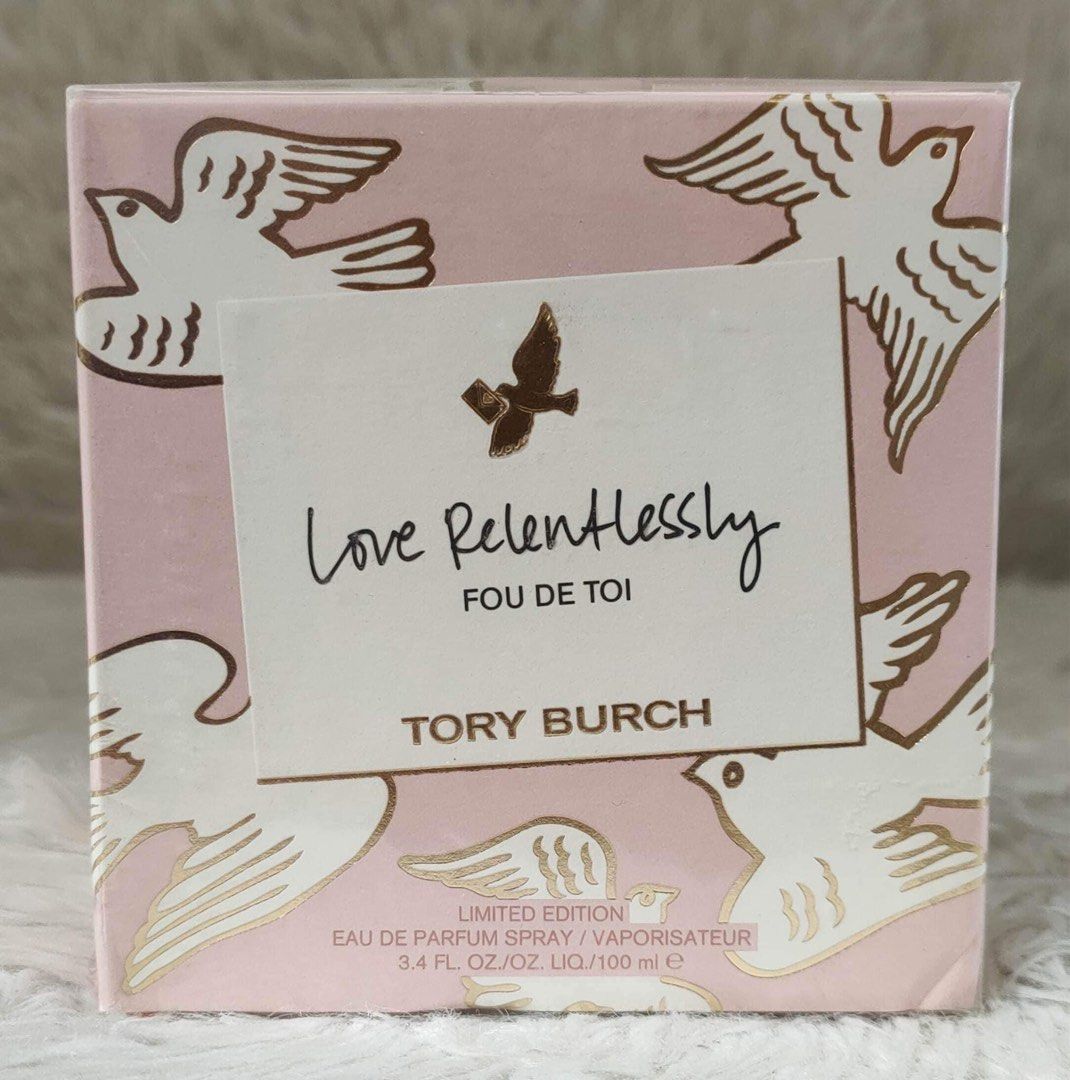 Love Relentlessly
FOU DE TOI
TORY BURCH
LIMITED EDITION
EAU DE PARFUM SPRAY / VAPORISATEUR
3.4 FL. OZ./OZ. LIQ./100 ml ℮